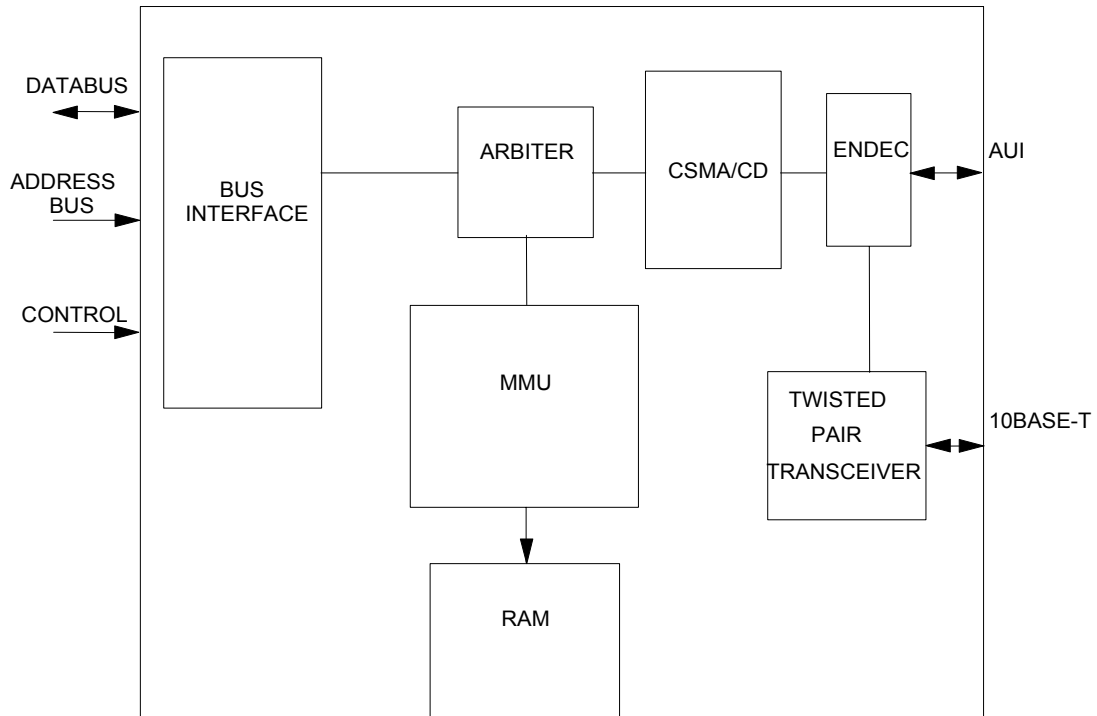 DATABUS
ADDRESS
BUS
CONTROL
BUS
INTERFACE
ARBITER
CSMA/CD
ENDEC
AUI
MMU
TWISTED
PAIR
TRANSCEIVER
10BASE-T
RAM